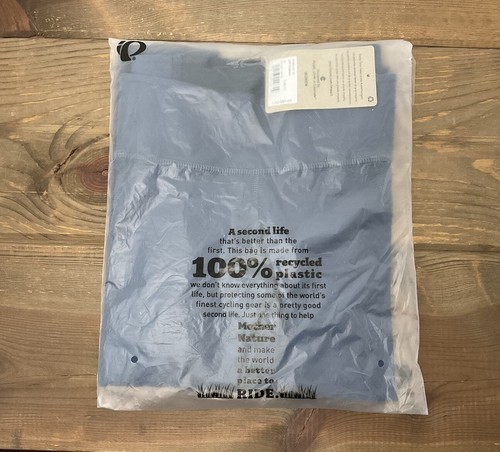 A second life
that's better than the
first. This bag is made from
100% recycled
plastic
we don't know everything about its first
life, but protecting some of the world's
finest cycling gear is a pretty good
second life. Just one thing to help
Mother
Nature
and make
the world
a better
place to
RIDE.